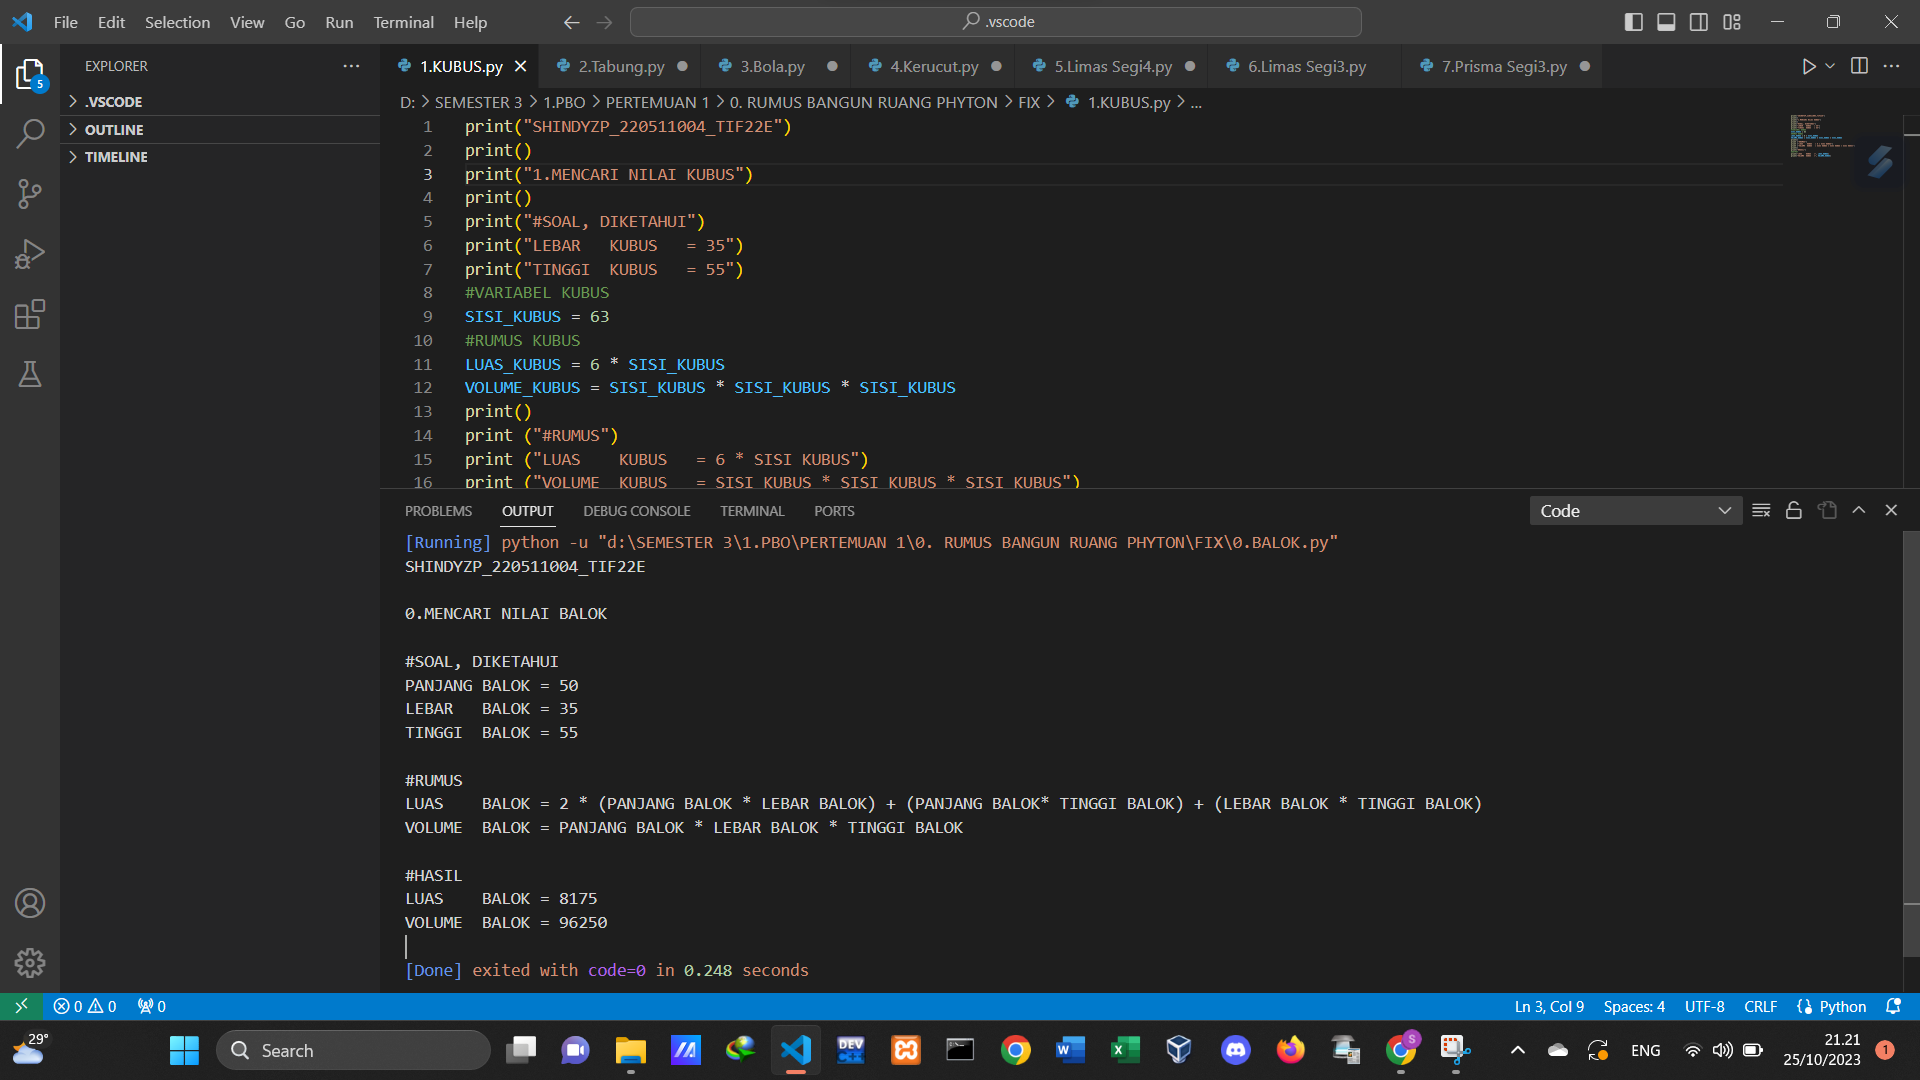 File Edit Selection View Go Run Terminal Help
.vscode
5
EXPLORER
.VSCODE
OUTLINE
TIMELINE
1.KUBUS.py
2.Tabung.py
3.Bola.py
4.Kerucut.py
5.Limas Segi4.py
6.Limas Segi3.py
7.Prisma Segi3.py
D: > SEMESTER 3 > 1.PBO > PERTEMUAN 1 > 0. RUMUS BANGUN RUANG PHYTON > FIX > 1.KUBUS.py > ...
1 print("SHINDYZP_220511004_TIF22E")
2 print()
3 print("1.MENCARI NILAI KUBUS")
4 print()
5 print("#SOAL, DIKETAHUI")
6 print("LEBAR   KUBUS   = 35")
7 print("TINGGI  KUBUS   = 55")
8 #VARIABEL KUBUS
9 SISI_KUBUS = 63
10 #RUMUS KUBUS
11 LUAS_KUBUS = 6 * SISI_KUBUS
12 VOLUME_KUBUS = SISI_KUBUS * SISI_KUBUS * SISI_KUBUS
13 print()
14 print ("#RUMUS")
15 print ("LUAS    KUBUS   = 6 * SISI KUBUS")
16 print ("VOLUME  KUBUS   = SISI KUBUS * SISI KUBUS * SISI KUBUS")
PROBLEMS OUTPUT DEBUG CONSOLE TERMINAL PORTS
Code
[Running] python -u "d:\SEMESTER 3\1.PBO\PERTEMUAN 1\0. RUMUS BANGUN RUANG PHYTON\FIX\0.BALOK.py"
SHINDYZP_220511004_TIF22E
0.MENCARI NILAI BALOK
#SOAL, DIKETAHUI
PANJANG BALOK = 50
LEBAR   BALOK = 35
TINGGI  BALOK = 55
#RUMUS
LUAS    BALOK = 2 * (PANJANG BALOK * LEBAR BALOK) + (PANJANG BALOK* TINGGI BALOK) + (LEBAR BALOK * TINGGI BALOK)
VOLUME  BALOK = PANJANG BALOK * LEBAR BALOK * TINGGI BALOK
#HASIL
LUAS    BALOK = 8175
VOLUME  BALOK = 96250
[Done] exited with code=0 in 0.248 seconds
0 0 0
Ln 3, Col 9 Spaces: 4 UTF-8 CRLF Python
29°
Search
DEV C++
S
ENG
21.21
25/10/2023
1